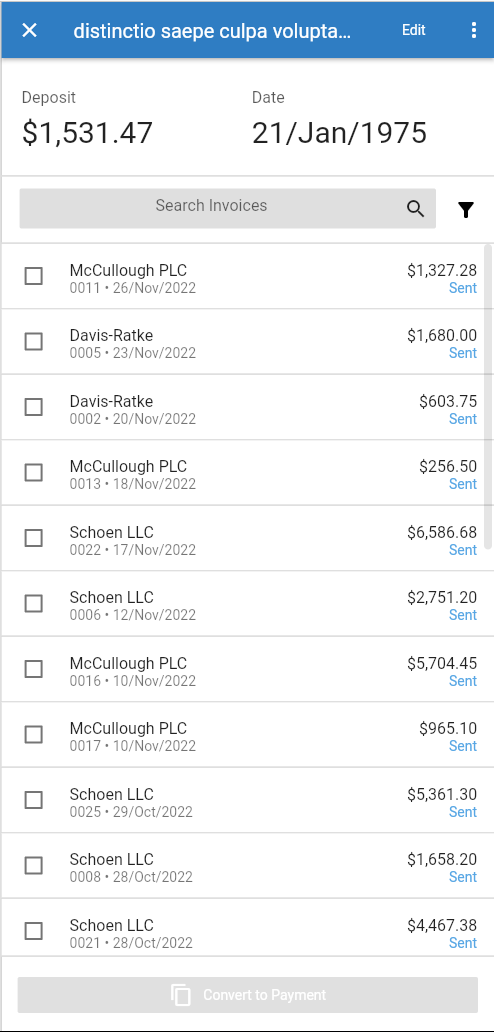 distinctio saepe culpa volupta... Edit
Deposit Date
$1,531.47 21/Jan/1975
Search Invoices
McCullough PLC $1,327.28
0011 • 26/Nov/2022 Sent
Davis-Ratke $1,680.00
0005 • 23/Nov/2022 Sent
Davis-Ratke $603.75
0002 • 20/Nov/2022 Sent
McCullough PLC $256.50
0013 • 18/Nov/2022 Sent
Schoen LLC $6,586.68
0022 • 17/Nov/2022 Sent
Schoen LLC $2,751.20
0006 • 12/Nov/2022 Sent
McCullough PLC $5,704.45
0016 • 10/Nov/2022 Sent
McCullough PLC $965.10
0017 • 10/Nov/2022 Sent
Schoen LLC $5,361.30
0025 • 29/Oct/2022 Sent
Schoen LLC $1,658.20
0008 • 28/Oct/2022 Sent
Schoen LLC $4,467.38
0021 • 28/Oct/2022 Sent
Convert to Payment